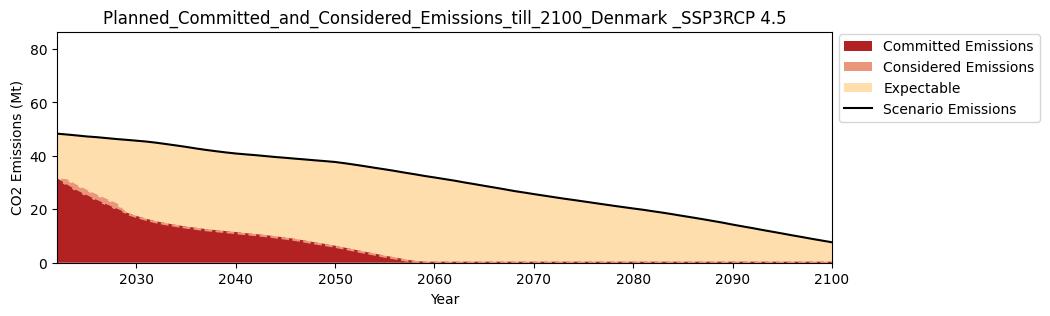 Planned_Committed_and_Considered_Emissions_till_2100_Denmark _SSP3RCP 4.5
80
60
40
20
0
CO2 Emissions (Mt)
2030 2040 2050 2060 2070 2080 2090 2100
Year
Committed Emissions
Considered Emissions
Expectable
Scenario Emissions